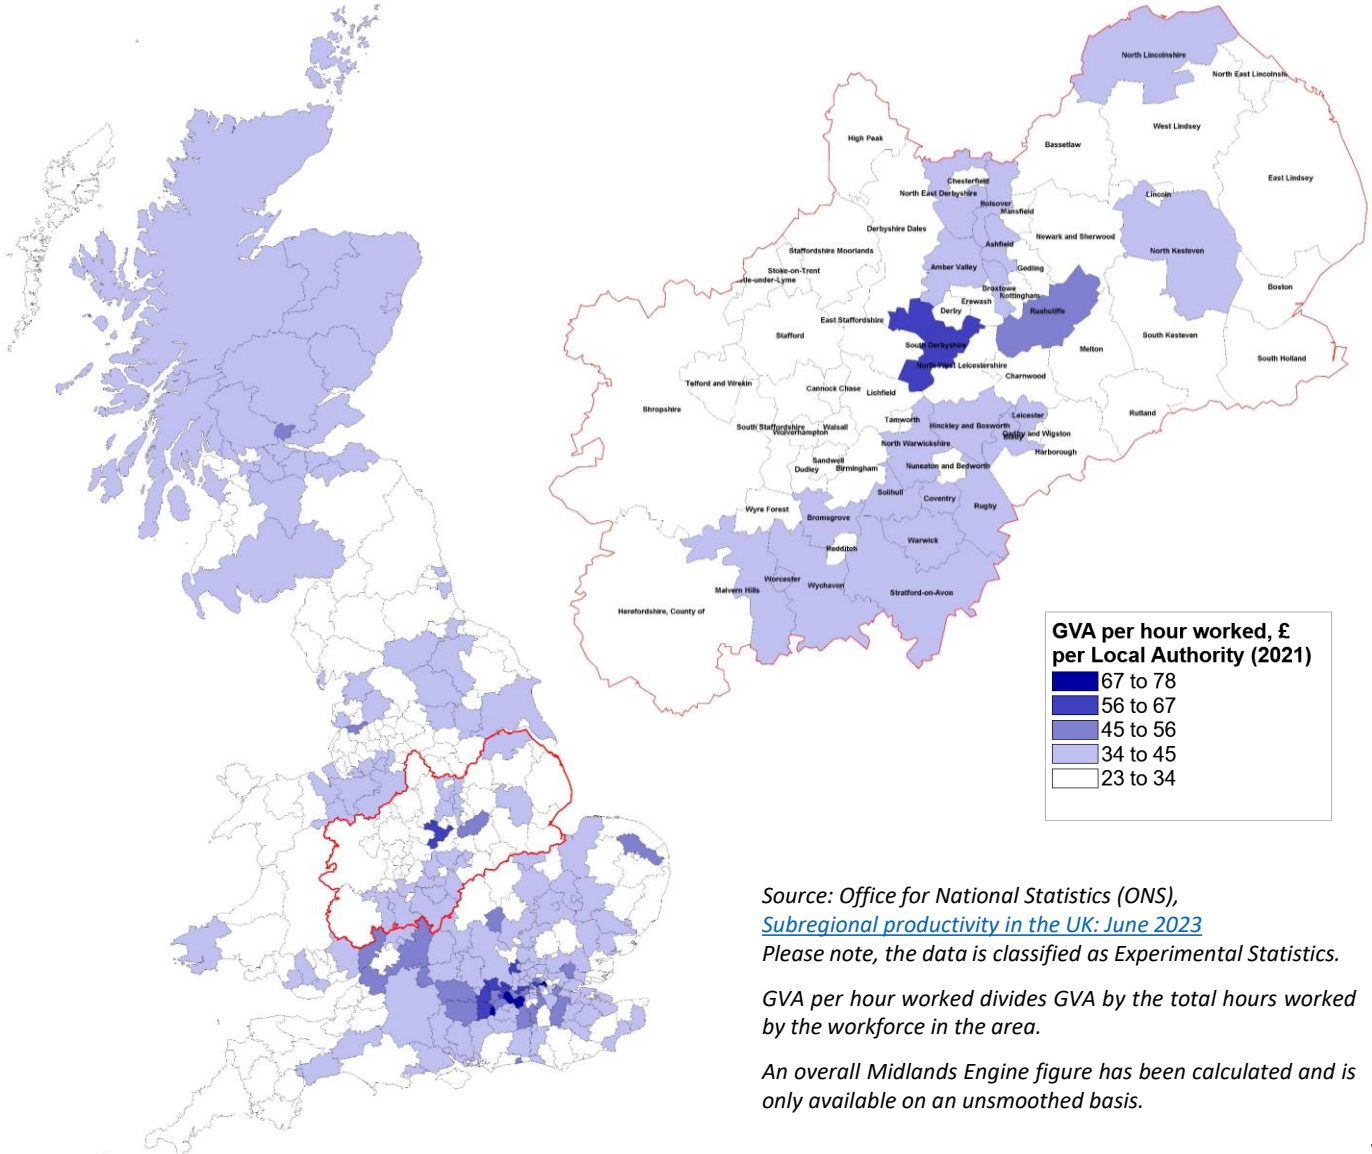 North Lincolnshire
North East Lincolnshi
High Peak
West Lindsey
Bassetlaw
East Lindsey
Chesterfield
North East Derbyshire
Lincoln
Bolsover
Mansfield
Derbyshire Dales
Newark and Sherwood
Ashfield
Staffordshire Moorlands
North Kesteven
Amber Valley
Gedling
Stoke-on-Trent
tle-under-Lyme
Broxtowe
Boston
Nottingham
Erewash
Derby
Rushcliffe
East Staffordshire
Stafford
South Kesteven
South Derbyshire
Melton
South Holland
North West Leicestershire
Charnwood
Telford and Wrekin
Cannock Chase
Lichfield
Shropshire
Rutland
Leicester
Tamworth
South Staffordshire
Walsall
Hinckley and Bosworth
Wolverhampton
Oadby and Wigston
North Warwickshire
Harborough
Sandwell
Dudley
Birmingham
Nuneaton and Bedworth
Solihull
Coventry
Rugby
Wyre Forest
Bromsgrove
Warwick
Redditch
Worcester
Wychavon
Malvern Hills
Stratford-on-Avon
Herefordshire, County of
GVA per hour worked, £
per Local Authority (2021)
67 to 78
56 to 67
45 to 56
34 to 45
23 to 34
Source: Office for National Statistics (ONS),
Subregional productivity in the UK: June 2023
Please note, the data is classified as Experimental Statistics.
GVA per hour worked divides GVA by the total hours worked
by the workforce in the area.
An overall Midlands Engine figure has been calculated and is
only available on an unsmoothed basis.